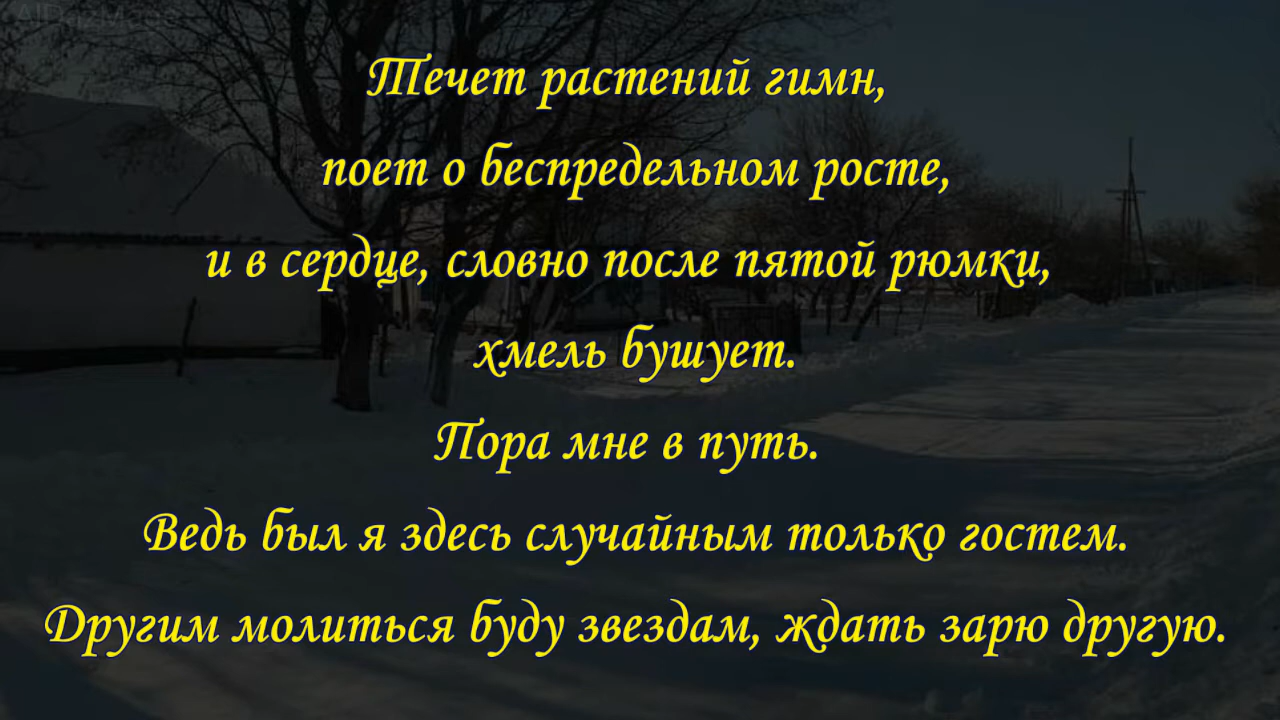 Течет растений гимн,
поет о беспредельном росте,
и в сердце, словно после пятой рюмки,
хмель бушует.
Пора мне в путь.
Ведь был я здесь случайным только гостем.
Другим молиться буду звездам, ждать зарю другую.